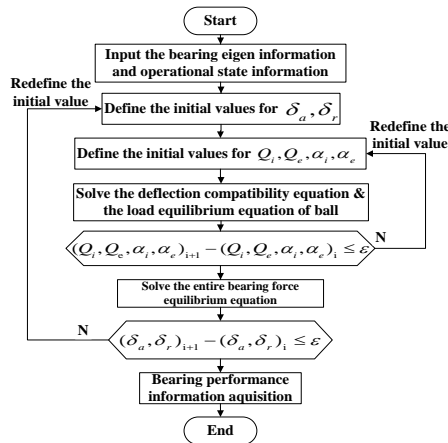 Start
Input the bearing eigen information
and operational state information
Redefine the
initial value
Define the initial values for δₐ, δᵣ
Redefine the
initial value
Define the initial values for Qᵢ, Qₑ, αᵢ, αₑ
Solve the deflection compatibility equation &
the load equilibrium equation of ball
(Qᵢ, Qₑ, αᵢ, αₑ)ᵢ₊₁ − (Qᵢ, Qₑ, αᵢ, αₑ)ᵢ ≤ ε
N
Solve the entire bearing force
equilibrium equation
N
(δₐ, δᵣ)ᵢ₊₁ − (δₐ, δᵣ)ᵢ ≤ ε
Bearing performance
information aquisition
End